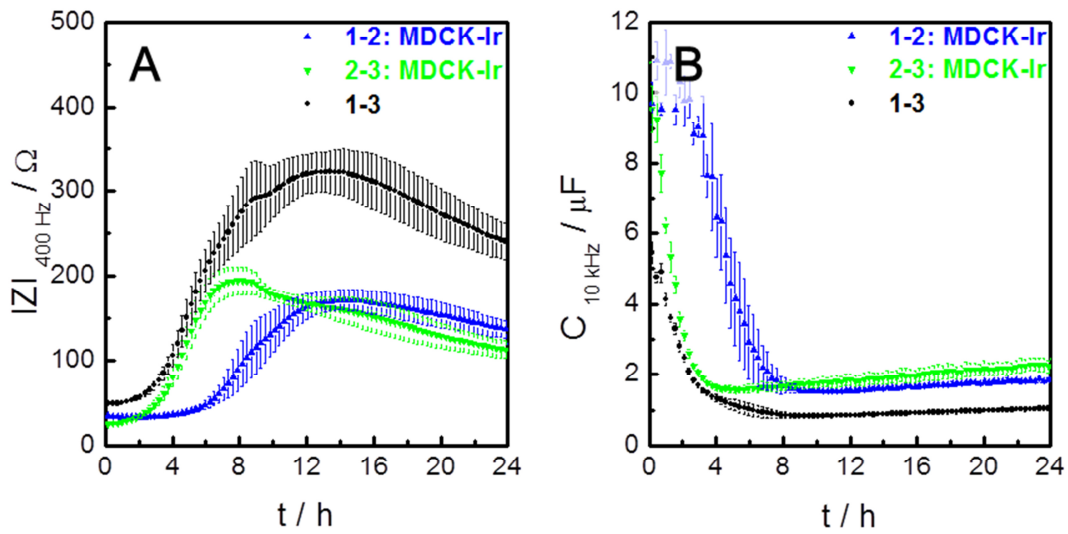 A
1-2: MDCK-Ir
2-3: MDCK-Ir
1-3
|Z| 400 Hz / Ω
500
400
300
200
100
0
0 4 8 12 16 20 24
t / h
B
1-2: MDCK-Ir
2-3: MDCK-Ir
1-3
C 10 kHz / µF
12
10
8
6
4
2
0
0 4 8 12 16 20 24
t / h